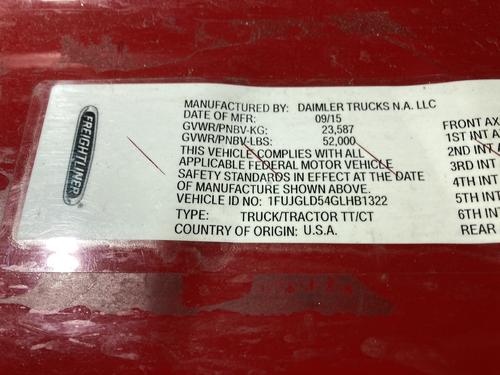 FREIGHTLINER
MANUFACTURED BY: DAIMLER TRUCKS N.A. LLC
DATE OF MFR: 09/15
GVWR/PNBV-KG: 23,587
GVWR/PNBV-LBS: 52,000
THIS VEHICLE COMPLIES WITH ALL
APPLICABLE FEDERAL MOTOR VEHICLE
SAFETY STANDARDS IN EFFECT AT THE DATE
OF MANUFACTURE SHOWN ABOVE.
VEHICLE ID NO: 1FUJGLD54GLHB1322
TYPE: TRUCK/TRACTOR TT/CT
COUNTRY OF ORIGIN: U.S.A.
FRONT AX
1ST INT A
2ND INT A
3RD INT
4TH INT
5TH INT
6TH INT
REAR